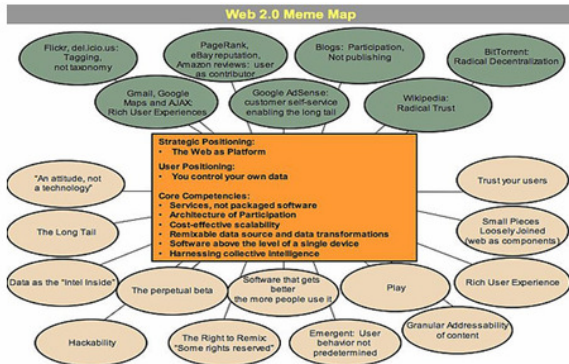 Web 2.0 Meme Map
Flickr, del.icio.us:
Tagging,
not taxonomy
PageRank,
eBay reputation,
Amazon reviews: user
as contributor
Blogs: Participation,
Not publishing
BitTorrent:
Radical Decentralization
Gmail, Google
Maps and AJAX:
Rich User Experiences
Google AdSense:
customer self-service
enabling the long tail
Wikipedia:
Radical Trust
Strategic Positioning:
• The Web as Platform
User Positioning:
• You control your own data
Core Competencies:
• Services, not packaged software
• Architecture of Participation
• Cost-effective scalability
• Remixable data source and data transformations
• Software above the level of a single device
• Harnessing collective intelligence
"An attitude, not
a technology"
Trust your users
The Long Tail
Small Pieces
Loosely Joined
(web as components)
Data as the "Intel Inside"
The perpetual beta
Software that gets
better
the more people use it
Play
Rich User Experience
Hackability
The Right to Remix:
"Some rights reserved"
Emergent: User
behavior not
predetermined
Granular Addressability
of content